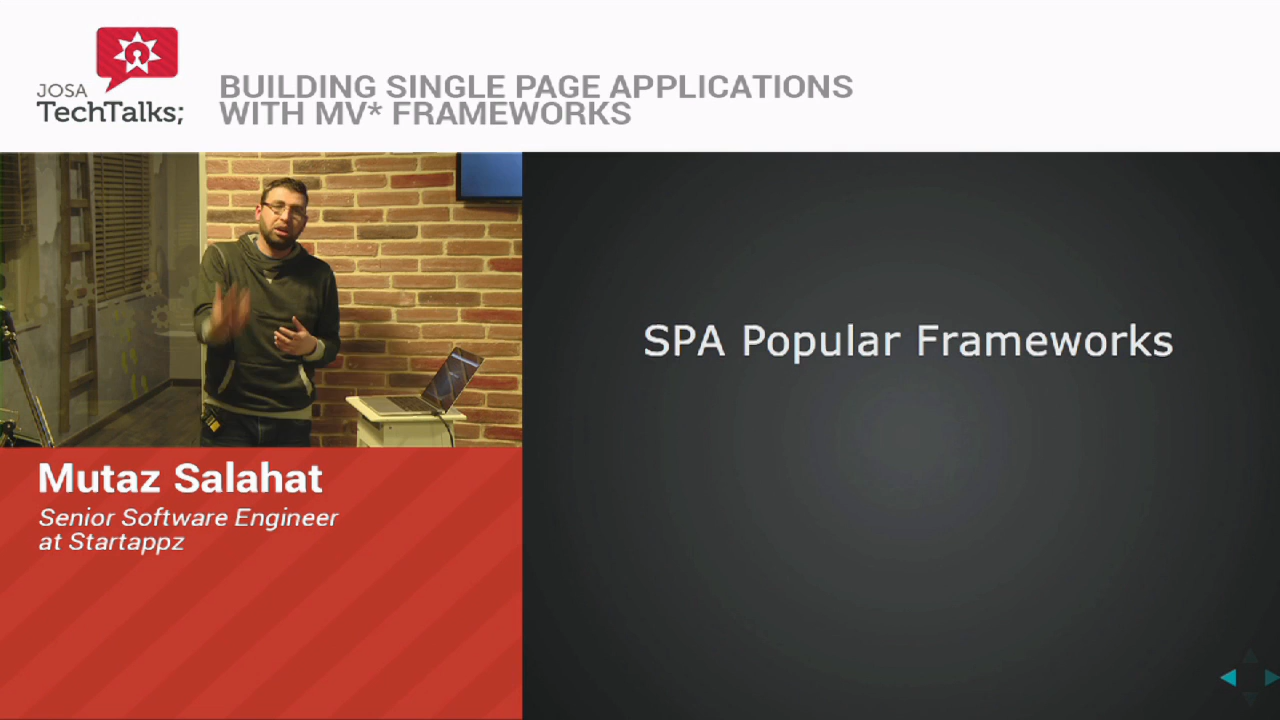 JOSA
TechTalks;
BUILDING SINGLE PAGE APPLICATIONS
WITH MV* FRAMEWORKS
SPA Popular Frameworks
Mutaz Salahat
Senior Software Engineer
at Startappz